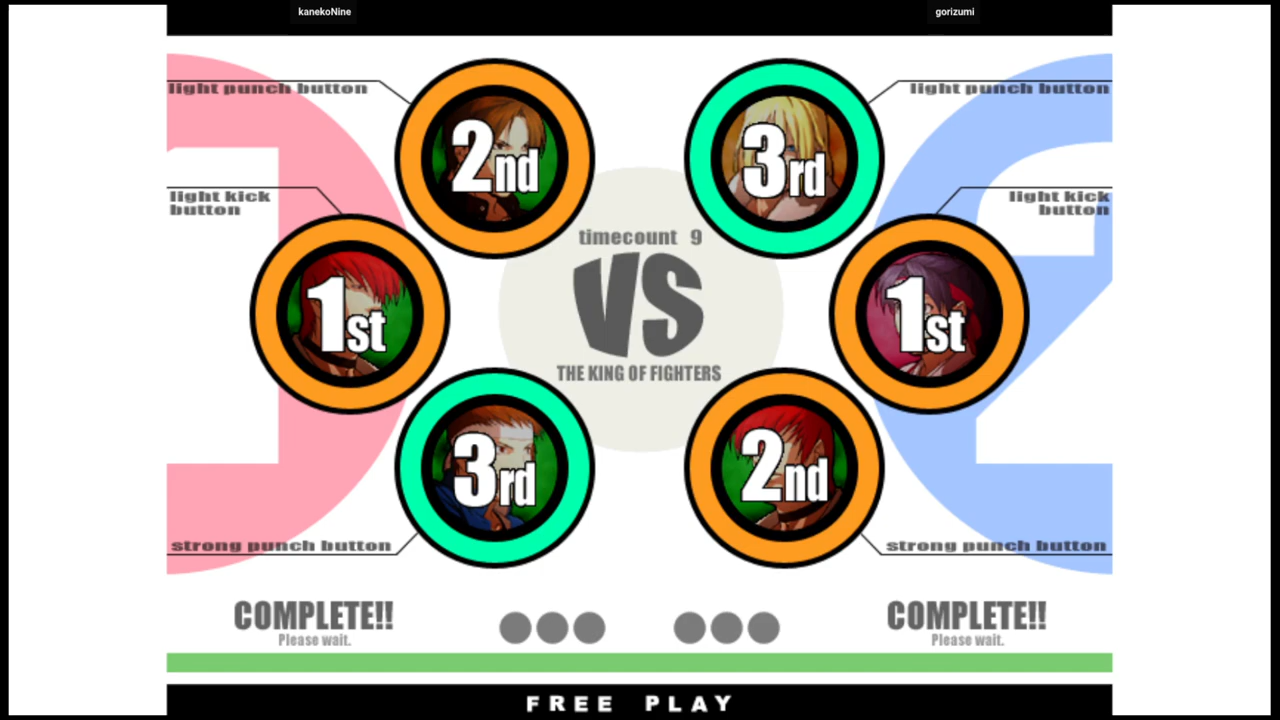 kanekoNine
gorizumi
light punch button
2nd
3rd
light punch button
light kick
button
light kick
button
timecount 9
VS
THE KING OF FIGHTERS
1st
1st
3rd
2nd
strong punch button
strong punch button
COMPLETE!!
Please wait.
COMPLETE!!
Please wait.
FREE PLAY